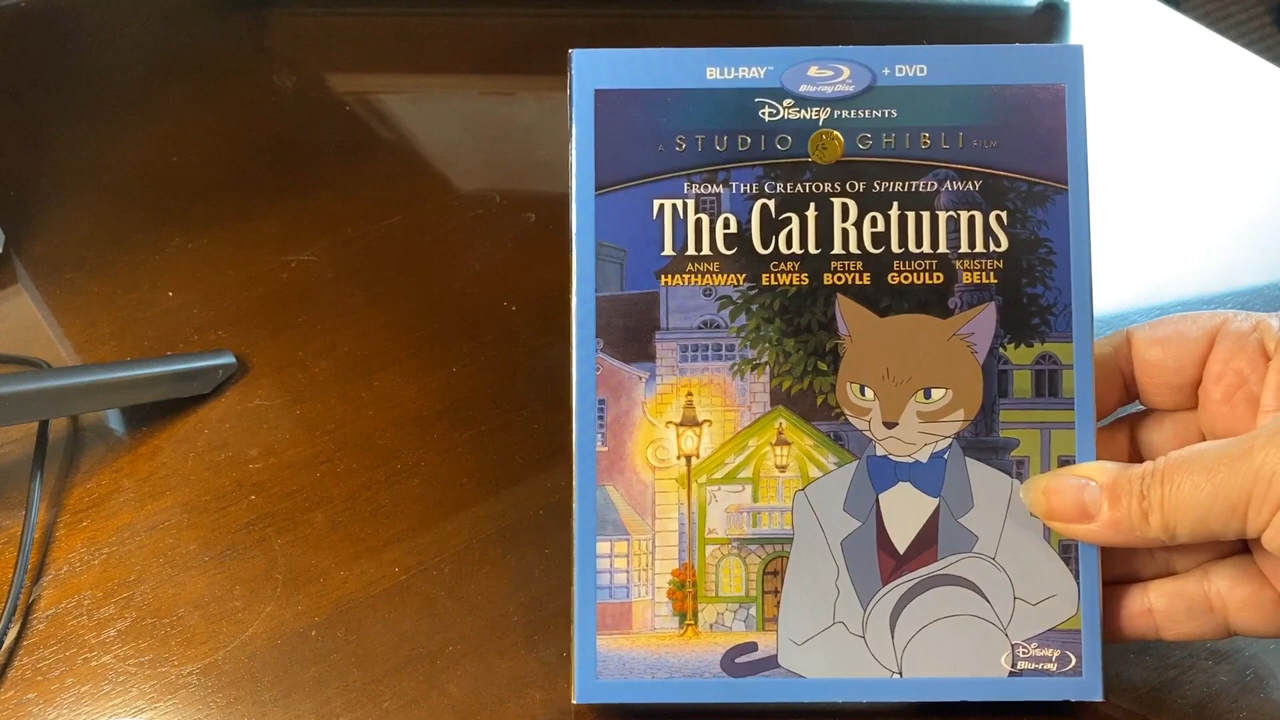 BLU-RAY™ Blu-ray Disc + DVD
DISNEY PRESENTS
A STUDIO GHIBLI FILM
FROM THE CREATORS OF SPIRITED AWAY
The Cat Returns
ANNE HATHAWAY CARY ELWES PETER BOYLE ELLIOTT GOULD KRISTEN BELL
DISNEY
Blu-ray